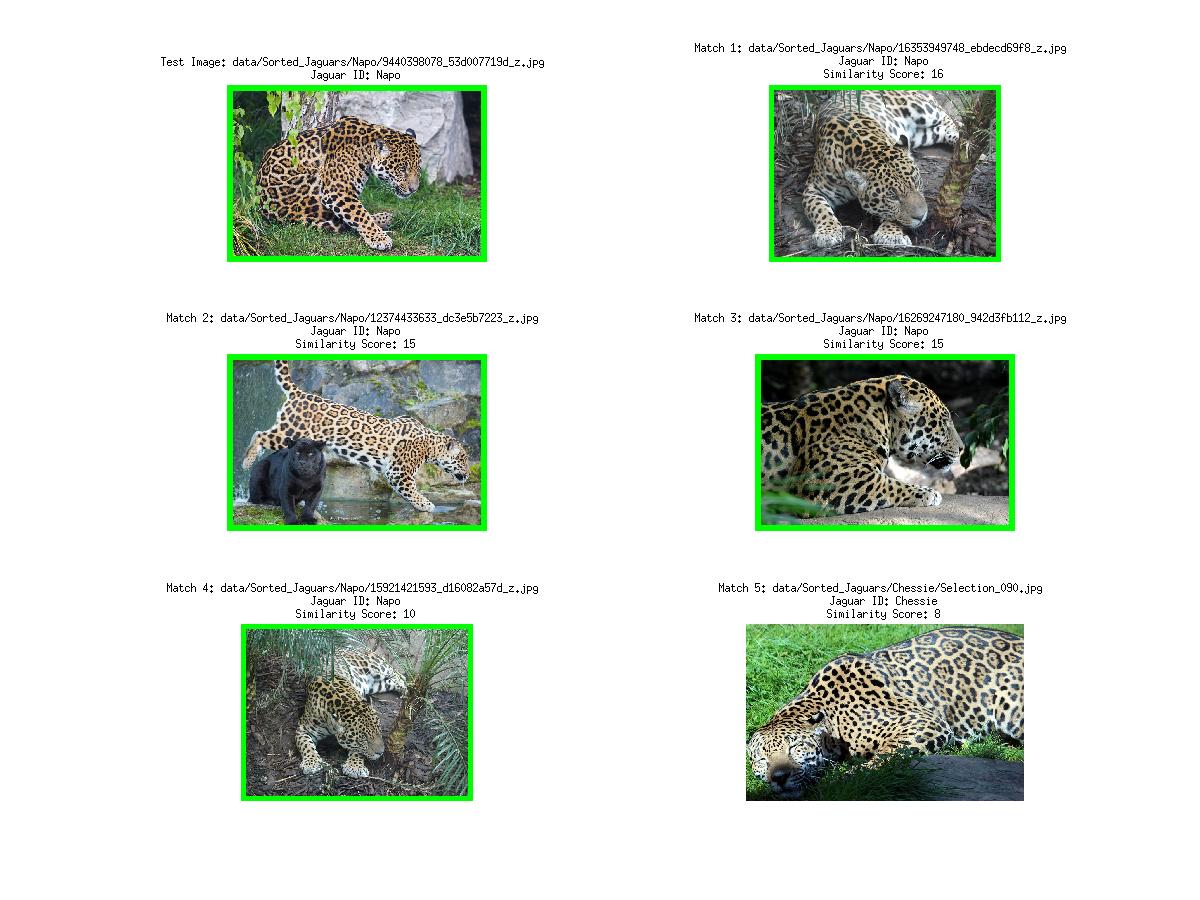 Test Image: data/Sorted_Jaguars/Napo/9440398078_53d007719d_z.jpg
Jaguar ID: Napo
Match 1: data/Sorted_Jaguars/Napo/16353949748_ebdecd69f8_z.jpg
Jaguar ID: Napo
Similarity Score: 16
Match 2: data/Sorted_Jaguars/Napo/12374433633_dc3e5b7223_z.jpg
Jaguar ID: Napo
Similarity Score: 15
Match 3: data/Sorted_Jaguars/Napo/16269247180_942d3fb112_z.jpg
Jaguar ID: Napo
Similarity Score: 15
Match 4: data/Sorted_Jaguars/Napo/15921421593_d16082a57d_z.jpg
Jaguar ID: Napo
Similarity Score: 10
Match 5: data/Sorted_Jaguars/Chessie/Selection_090.jpg
Jaguar ID: Chessie
Similarity Score: 8